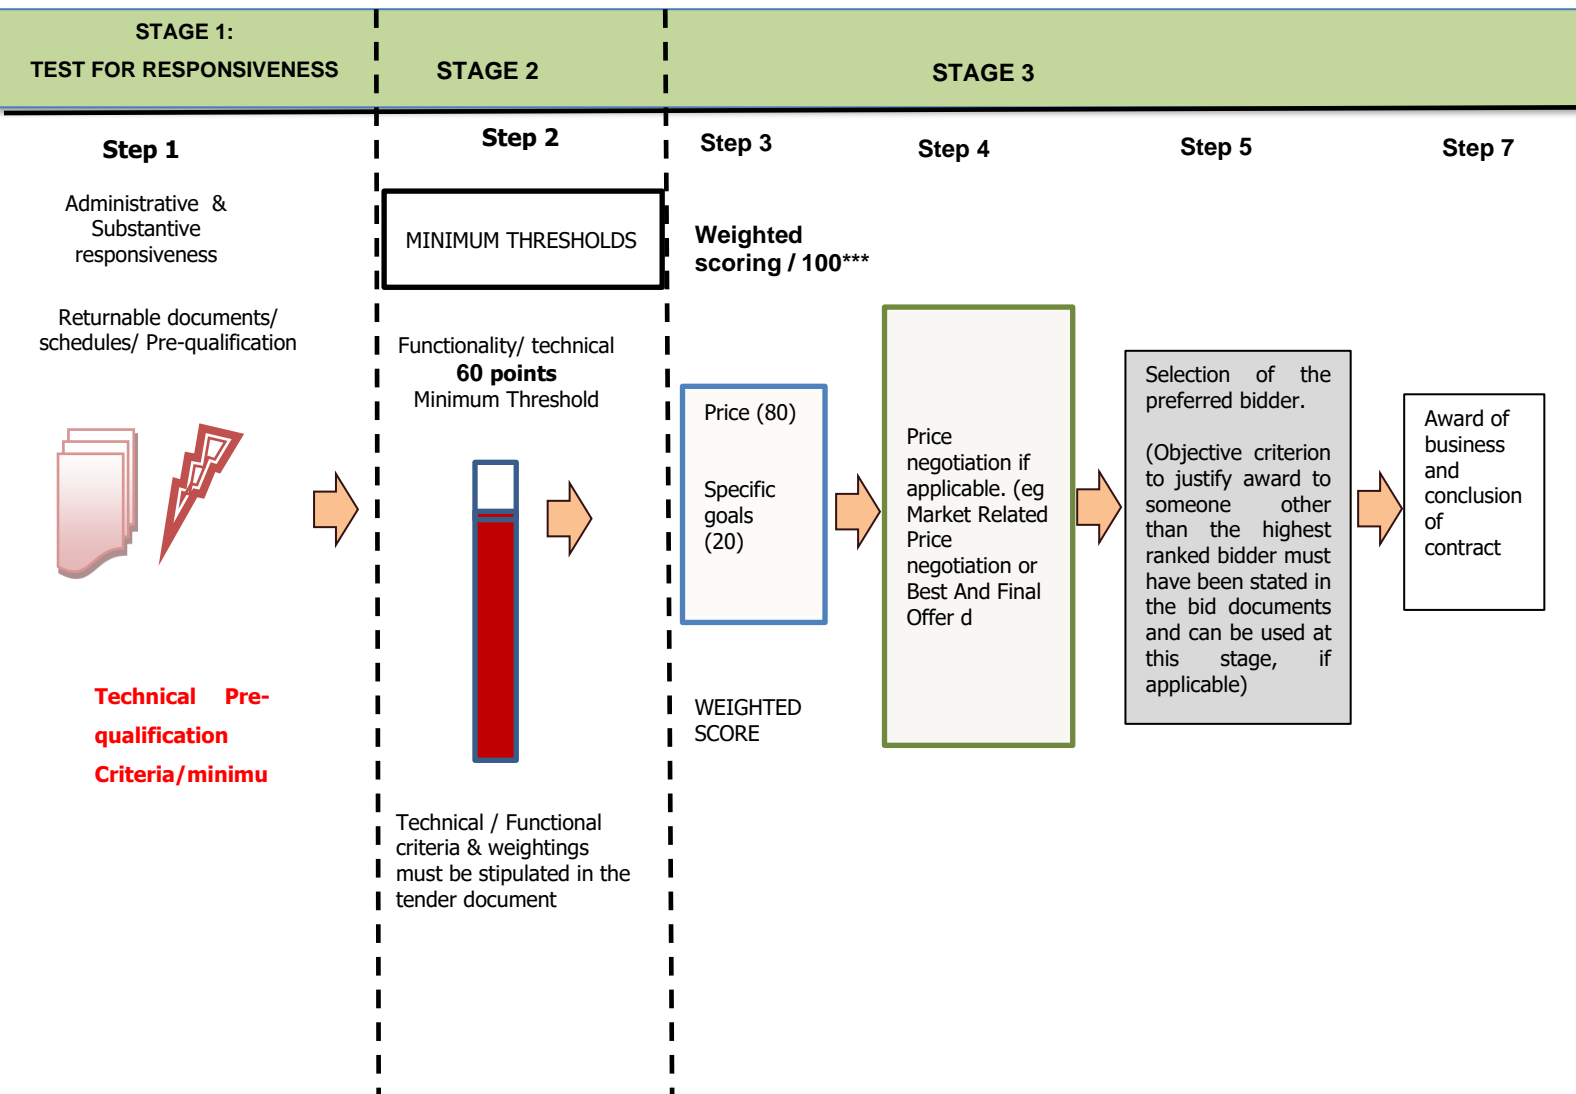 STAGE 1:
TEST FOR RESPONSIVENESS
STAGE 2
STAGE 3
Step 1
Administrative &
Substantive
responsiveness
Returnable documents/
schedules/ Pre-qualification
Technical Pre-
qualification
Criteria/minimu
Step 2
MINIMUM THRESHOLDS
Functionality/ technical
60 points
Minimum Threshold
Technical / Functional
criteria & weightings
must be stipulated in the
tender document
Step 3
Weighted
scoring / 100***
Price (80)
Specific
goals
(20)
WEIGHTED
SCORE
Step 4
Price
negotiation if
applicable. (eg
Market Related
Price
negotiation or
Best And Final
Offer d
Step 5
Selection of the
preferred bidder.
(Objective criterion
to justify award to
someone other
than the highest
ranked bidder must
have been stated in
the bid documents
and can be used at
this stage, if
applicable)
Step 7
Award of
business
and
conclusion
of
contract